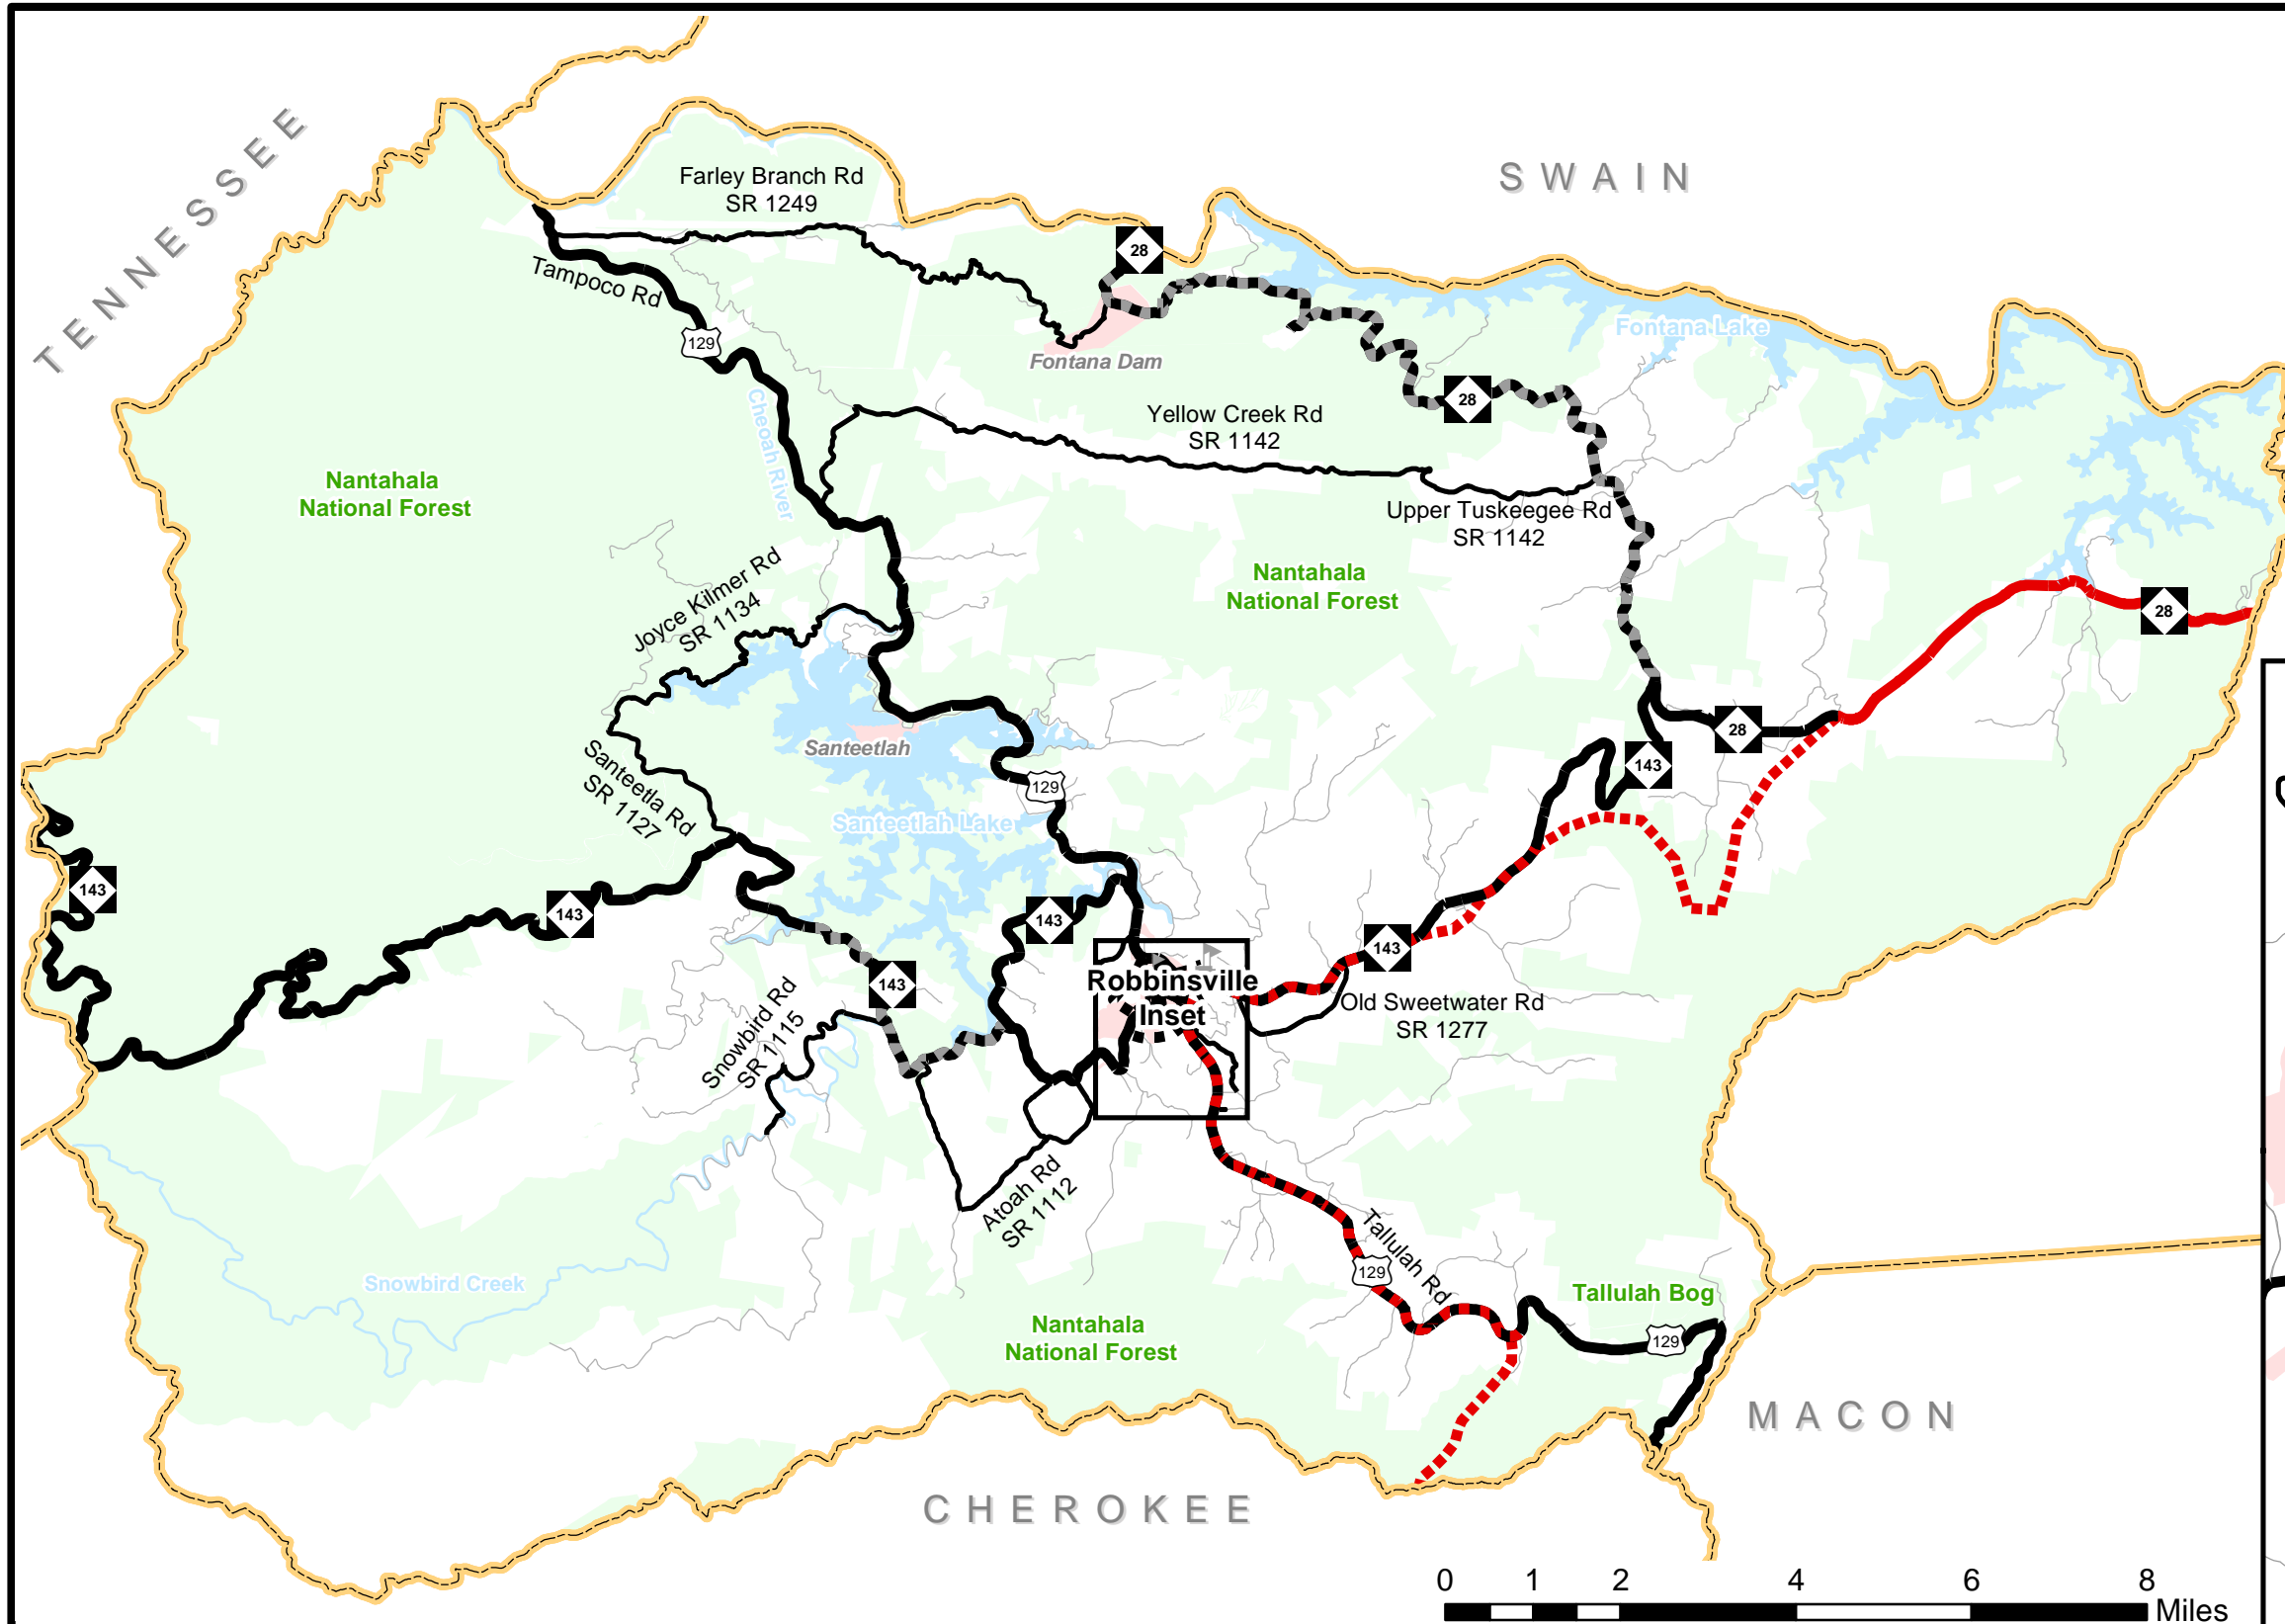 TENNESSEE
SWAIN
Farley Branch Rd
SR 1249
28
Tampoco Rd
129
Fontana Lake
Fontana Dam
28
Cheoah River
Yellow Creek Rd
SR 1142
Nantahala
National Forest
Upper Tuskeegee Rd
SR 1142
Joyce Kilmer Rd
SR 1134
Nantahala
National Forest
28
Santeetlah
28
143
Santeetla Rd
SR 1127
129
Santeetlah Lake
143
143
143
143
143
Robbinsville
Inset
Snowbird Rd
SR 1115
Old Sweetwater Rd
SR 1277
Atoah Rd
SR 1112
Tallulah Rd
129
Snowbird Creek
Tallulah Bog
Nantahala
National Forest
129
MACON
CHEROKEE
0 1 2 4 6 8
Miles